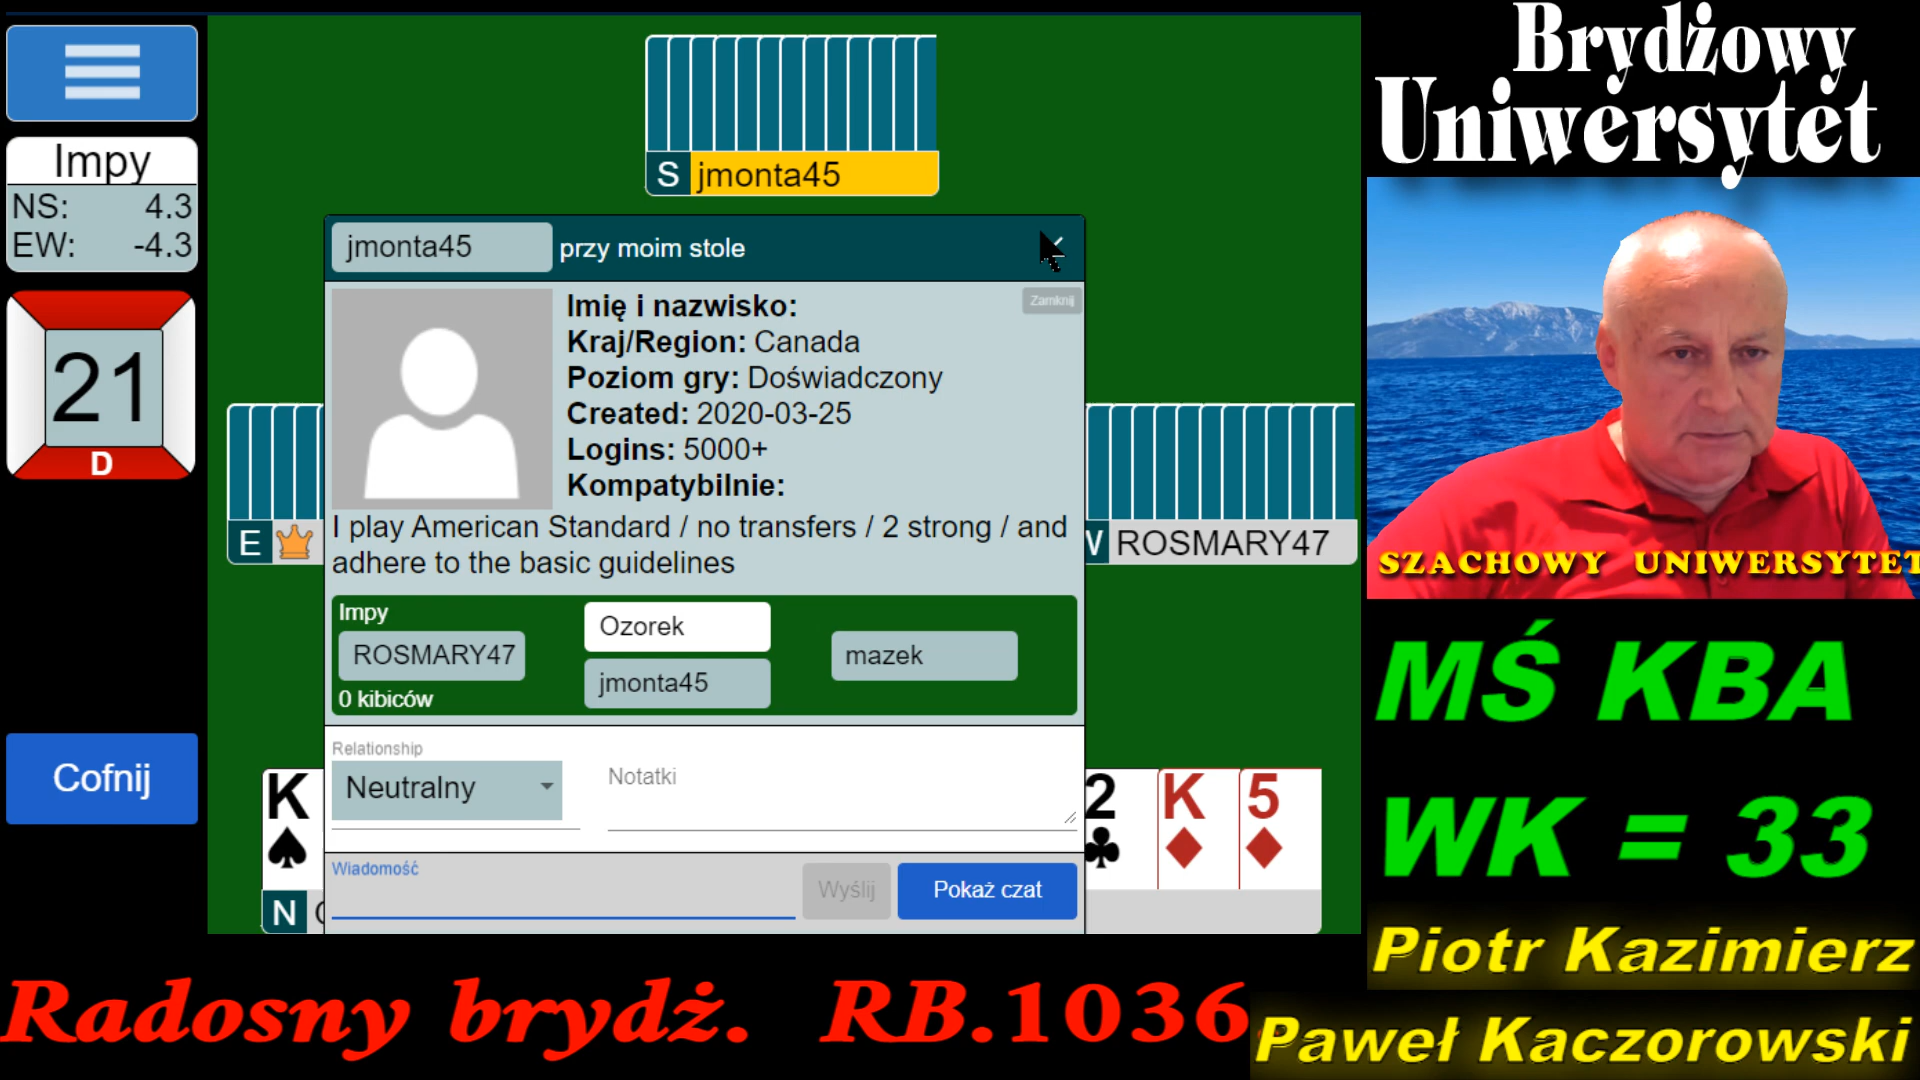 Impy
NS: 4.3
EW: -4.3
21
D
Cofnij
S jmonta45
jmonta45 przy moim stole
Zamknij
Imię i nazwisko:
Kraj/Region: Canada
Poziom gry: Doświadczony
Created: 2020-03-25
Logins: 5000+
Kompatybilnie:
I play American Standard / no transfers / 2 strong / and
adhere to the basic guidelines
E
ROSMARY47
Impy
Ozorek
ROSMARY47
mazek
jmonta45
0 kibiców
Relationship
Neutralny
Notatki
Wiadomość
Wyślij
Pokaż czat
K
2
K
5
N
Brydżowy
Uniwersytet
SZACHOWY UNIWERSYTET
MŚ KBA
WK = 33
Piotr Kazimierz
Paweł Kaczorowski
Radosny brydż. RB.1036